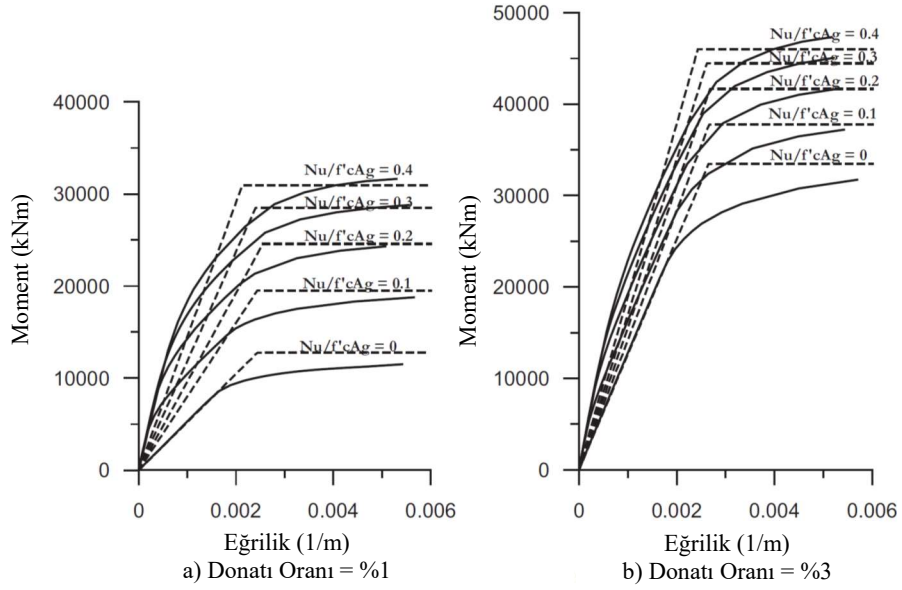 Moment (kNm)
40000
30000
20000
10000
0
Nu/f'cAg = 0.4
Nu/f'cAg = 0.3
Nu/f'cAg = 0.2
Nu/f'cAg = 0.1
Nu/f'cAg = 0
0
0.002
0.004
0.006
Eğrilik (1/m)
a) Donatı Oranı = %1
Moment (kNm)
50000
40000
30000
20000
10000
0
Nu/f'cAg = 0.4
Nu/f'cAg = 0.3
Nu/f'cAg = 0.2
Nu/f'cAg = 0.1
Nu/f'cAg = 0
0
0.002
0.004
0.006
Eğrilik (1/m)
b) Donatı Oranı = %3